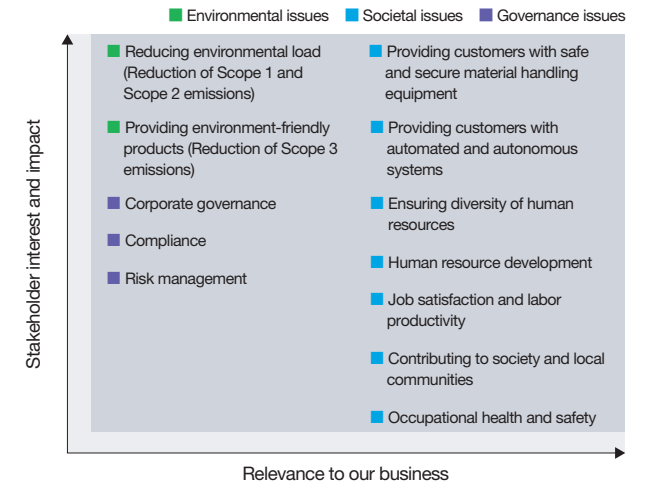 Environmental issues Societal issues Governance issues
Stakeholder interest and impact
Reducing environmental load
(Reduction of Scope 1 and
Scope 2 emissions)
Providing environment-friendly
products (Reduction of Scope 3
emissions)
Corporate governance
Compliance
Risk management
Providing customers with safe
and secure material handling
equipment
Providing customers with
automated and autonomous
systems
Ensuring diversity of human
resources
Human resource development
Job satisfaction and labor
productivity
Contributing to society and local
communities
Occupational health and safety
Relevance to our business